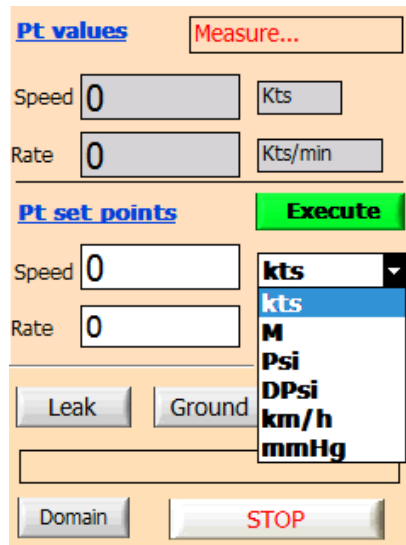 Pt values Measure...
Speed 0 Kts
Rate 0 Kts/min
Pt set points Execute
Speed 0 kts
kts
Rate 0 M
Psi
DPsi
Leak Ground km/h
mmHg
Domain STOP